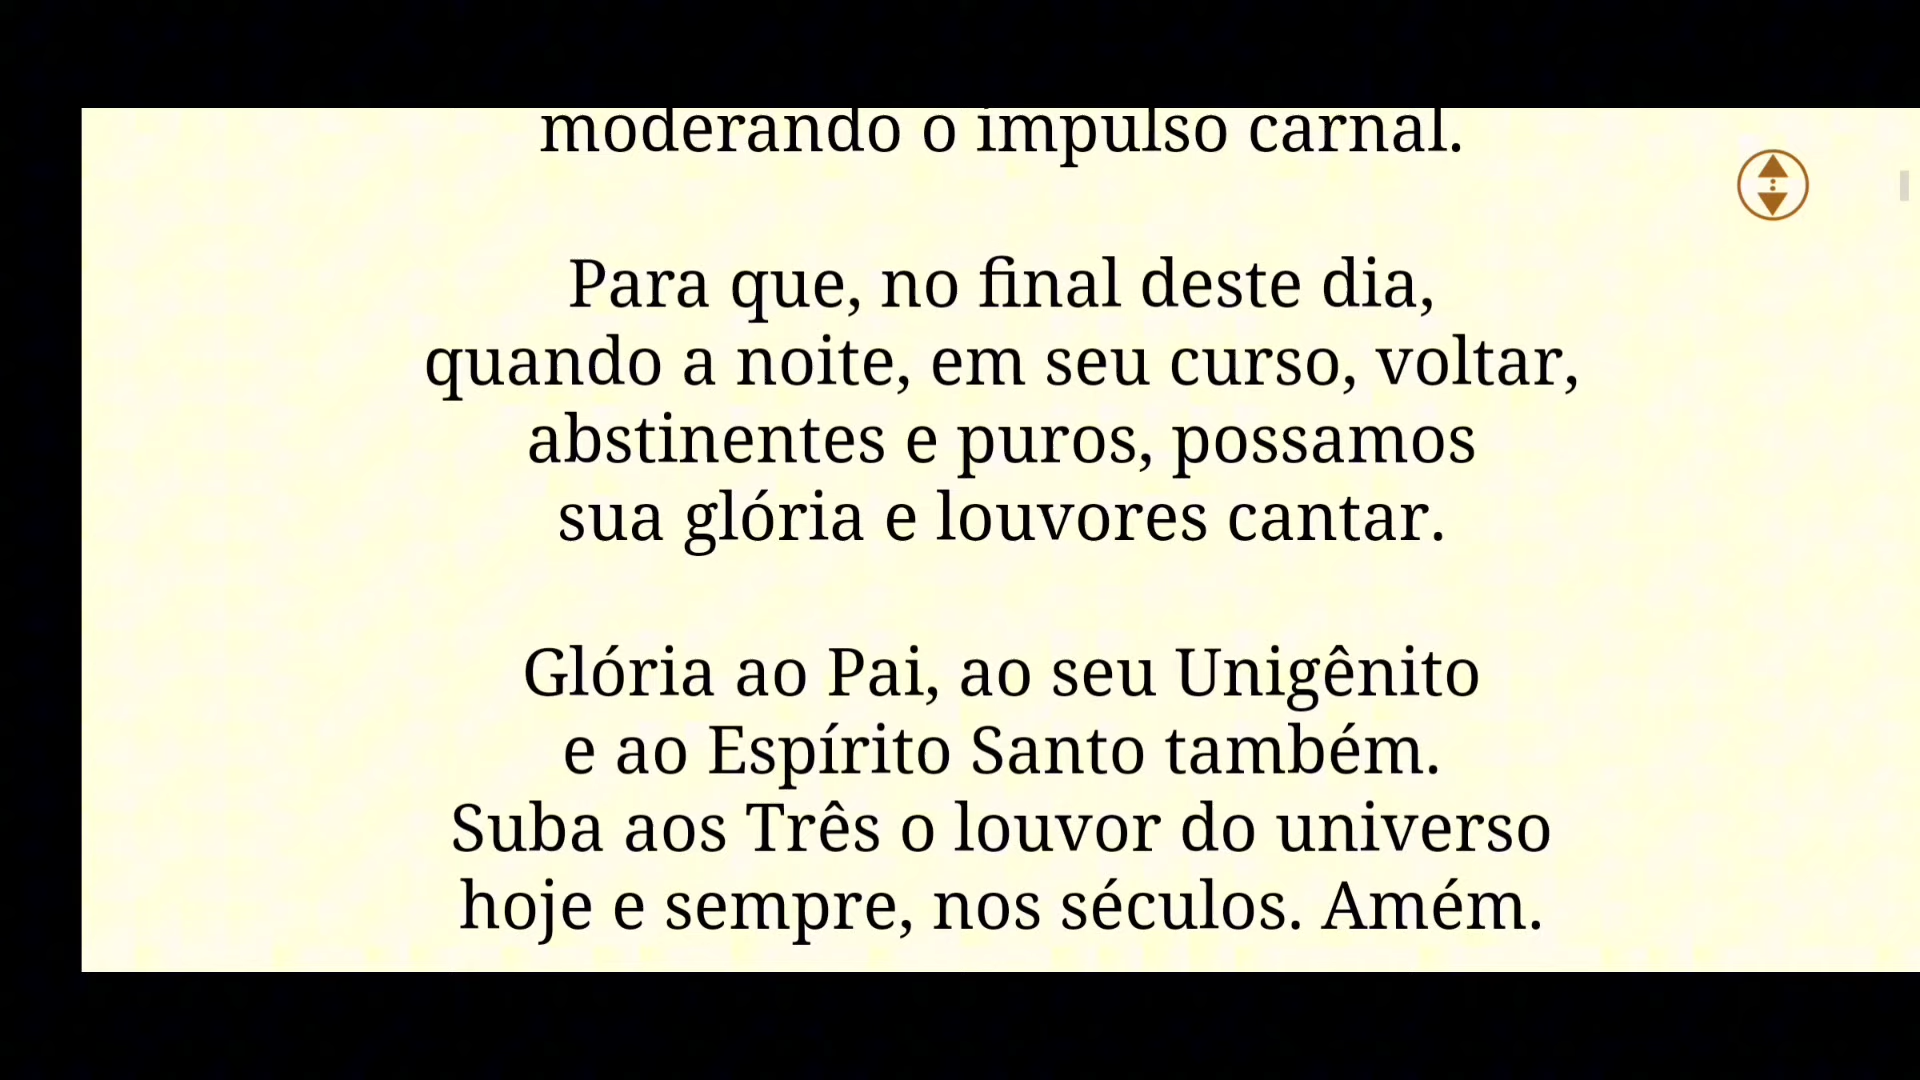 moderando o impulso carnal.
Para que, no final deste dia,
quando a noite, em seu curso, voltar,
abstinentes e puros, possamos
sua glória e louvores cantar.
Glória ao Pai, ao seu Unigênito
e ao Espírito Santo também.
Suba aos Três o louvor do universo
hoje e sempre, nos séculos. Amém.